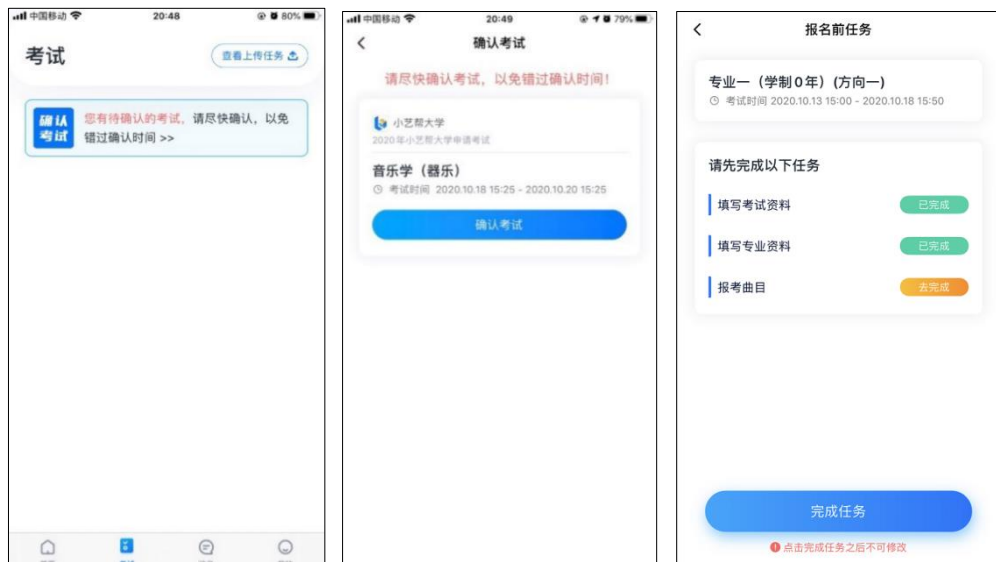 中国移动
20:48
80%
考试
查看上传任务
确认
考试
您有待确认的考试，请尽快确认，以免
错过确认时间 >>
考试
中国移动
20:49
79%
确认考试
请尽快确认考试，以免错过确认时间！
小艺帮大学
2020年小艺帮大学申请考试
音乐学（器乐）
考试时间 2020.10.18 15:25 - 2020.10.20 15:25
确认考试
报名前任务
专业一（学制0年）(方向一)
考试时间 2020.10.13 15:00 - 2020.10.18 15:50
请先完成以下任务
填写考试资料
已完成
填写专业资料
已完成
报考曲目
去完成
完成任务
点击完成任务之后不可修改